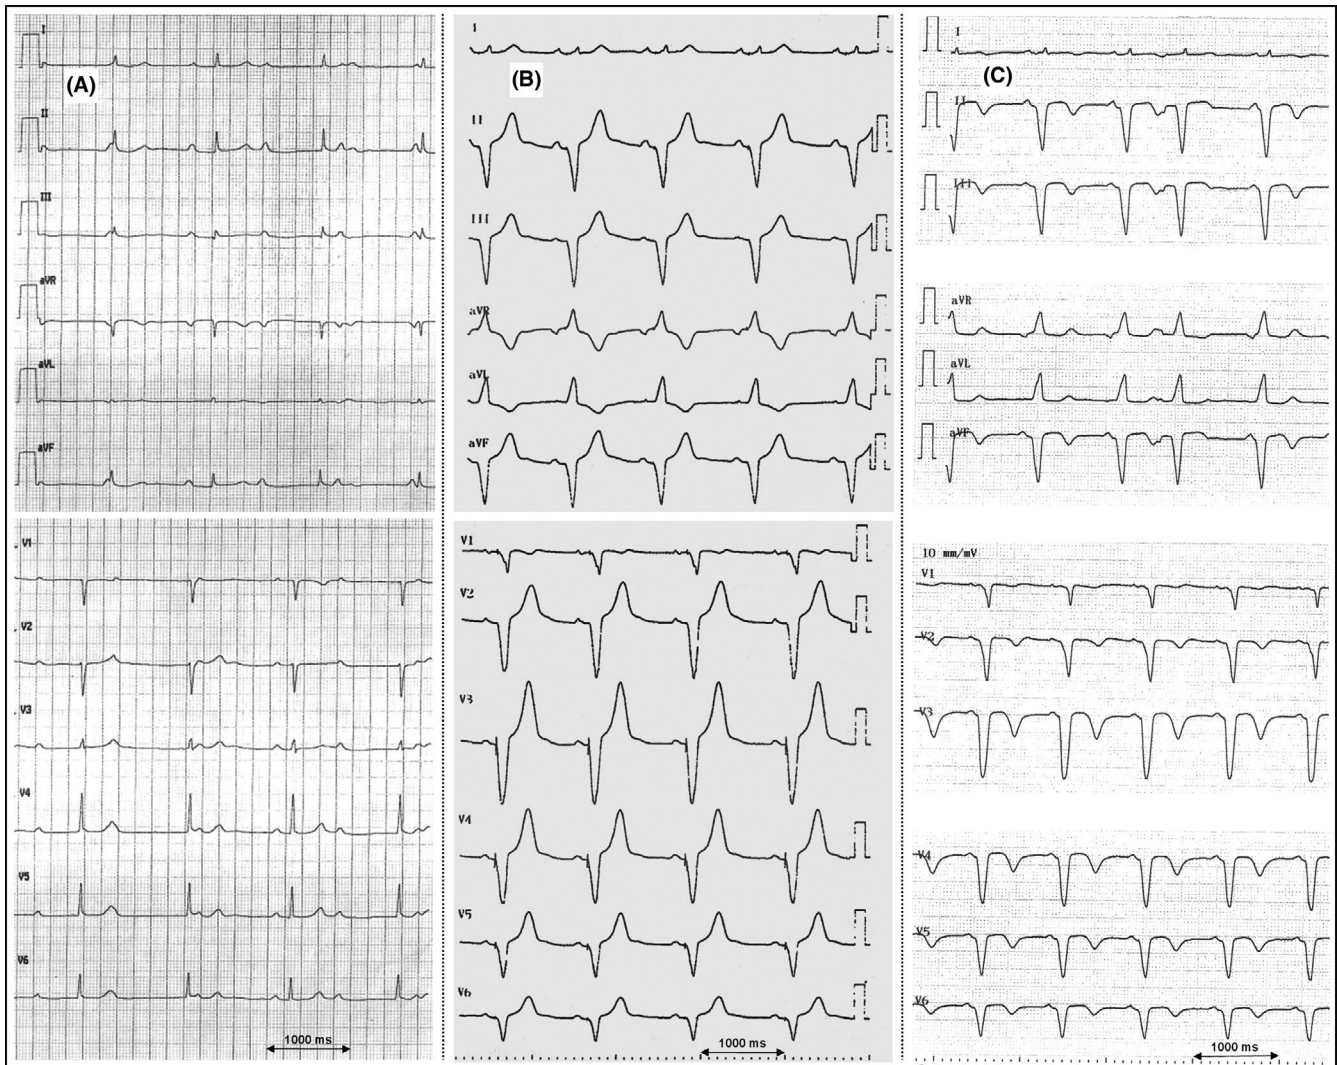 (A)
I
II
III
aVR
aVL
aVF
V1
V2
V3
V4
V5
V6
1000 ms
(B)
I
II
III
aVR
aVL
aVF
V1
V2
V3
V4
V5
V6
1000 ms
(C)
I
II
III
aVR
aVL
aVF
10 mm/mV
V1
V2
V3
V4
V5
V6
1000 ms